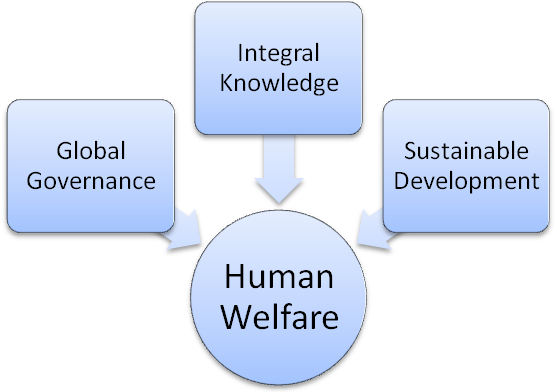 Integral
Knowledge
Global
Governance
Sustainable
Development
Human
Welfare